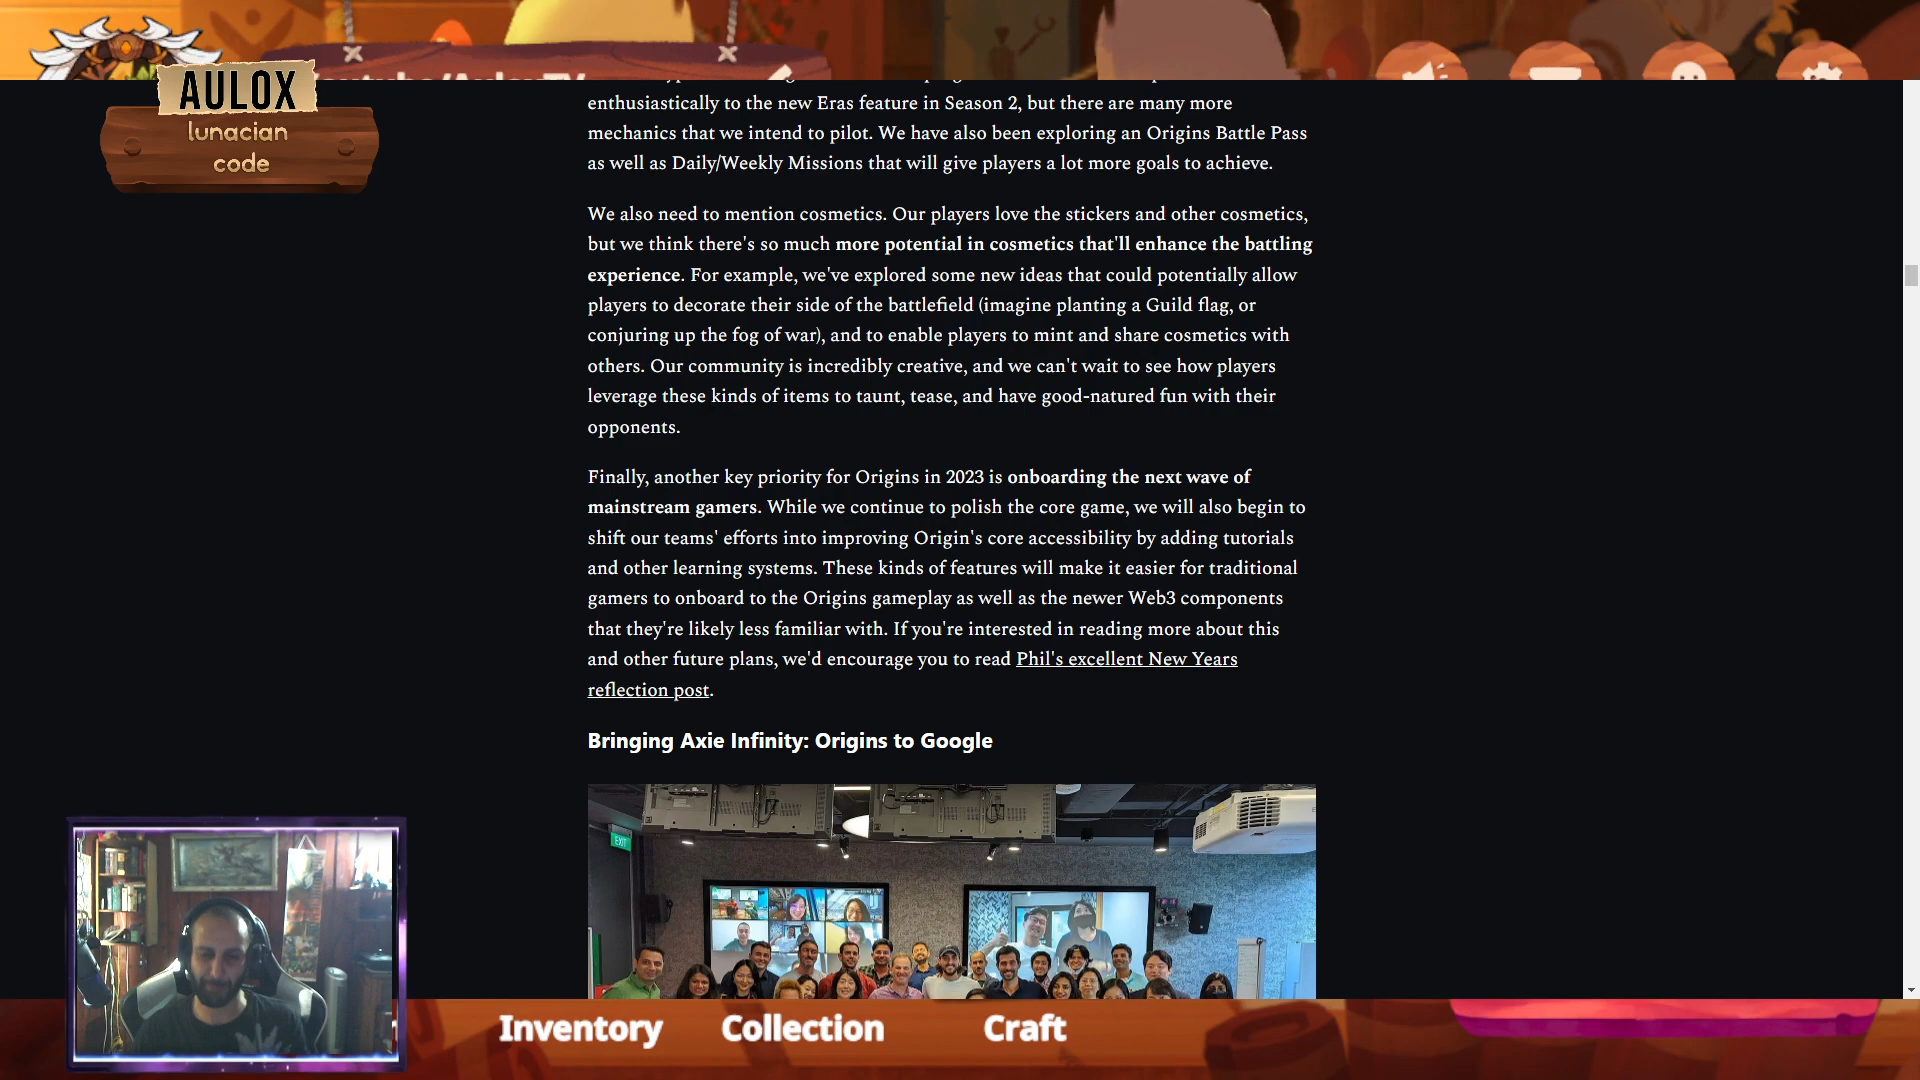 AULOX
lunacian
code
enthusiastically to the new Eras feature in Season 2, but there are many more
mechanics that we intend to pilot. We have also been exploring an Origins Battle Pass
as well as Daily/Weekly Missions that will give players a lot more goals to achieve.
We also need to mention cosmetics. Our players love the stickers and other cosmetics,
but we think there's so much more potential in cosmetics that'll enhance the battling
experience. For example, we've explored some new ideas that could potentially allow
players to decorate their side of the battlefield (imagine planting a Guild flag, or
conjuring up the fog of war), and to enable players to mint and share cosmetics with
others. Our community is incredibly creative, and we can't wait to see how players
leverage these kinds of items to taunt, tease, and have good-natured fun with their
opponents.
Finally, another key priority for Origins in 2023 is onboarding the next wave of
mainstream gamers. While we continue to polish the core game, we will also begin to
shift our teams' efforts into improving Origin's core accessibility by adding tutorials
and other learning systems. These kinds of features will make it easier for traditional
gamers to onboard to the Origins gameplay as well as the newer Web3 components
that they're likely less familiar with. If you're interested in reading more about this
and other future plans, we'd encourage you to read Phil's excellent New Years
reflection post.
Bringing Axie Infinity: Origins to Google
EXIT
Inventory
Collection
Craft